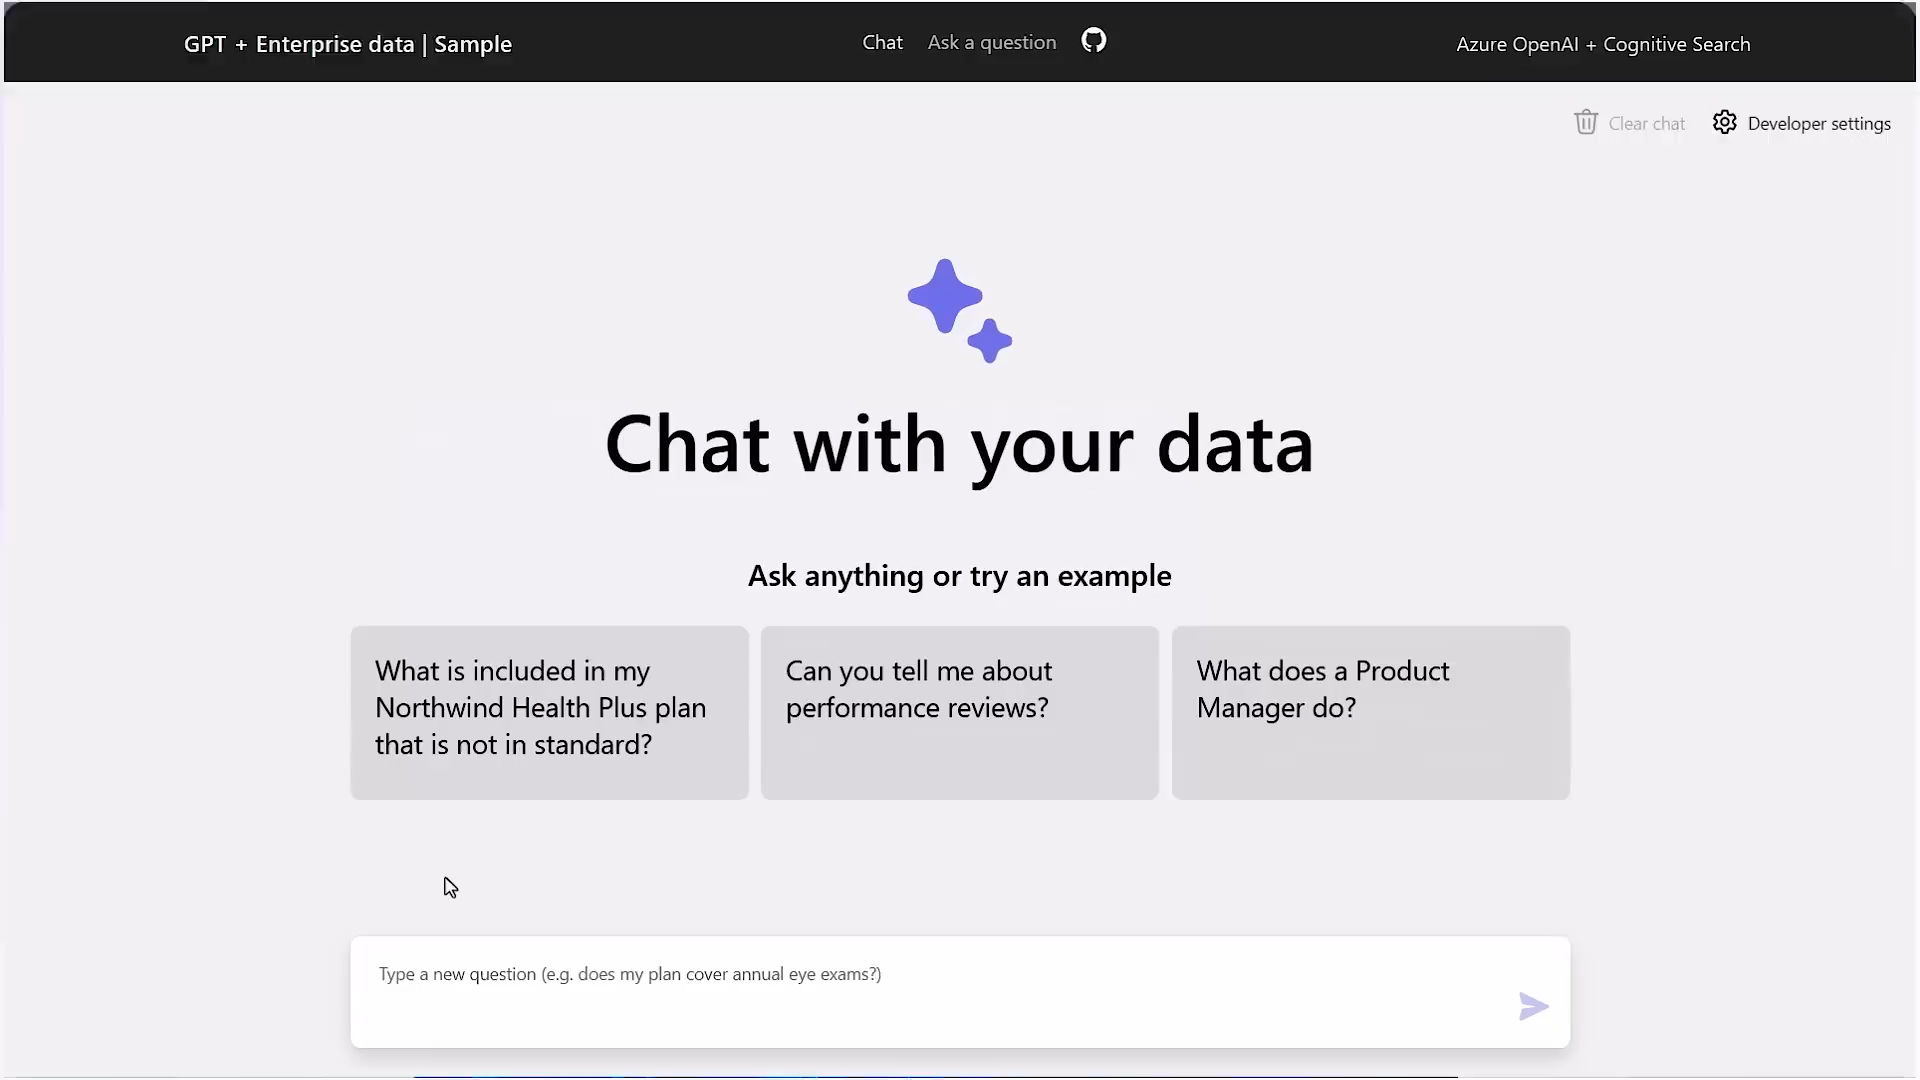 GPT + Enterprise data | Sample
Chat
Ask a question
Azure OpenAI + Cognitive Search
Clear chat
Developer settings
Chat with your data
Ask anything or try an example
What is included in my
Northwind Health Plus plan
that is not in standard?
Can you tell me about
performance reviews?
What does a Product
Manager do?
Type a new question (e.g. does my plan cover annual eye exams?)